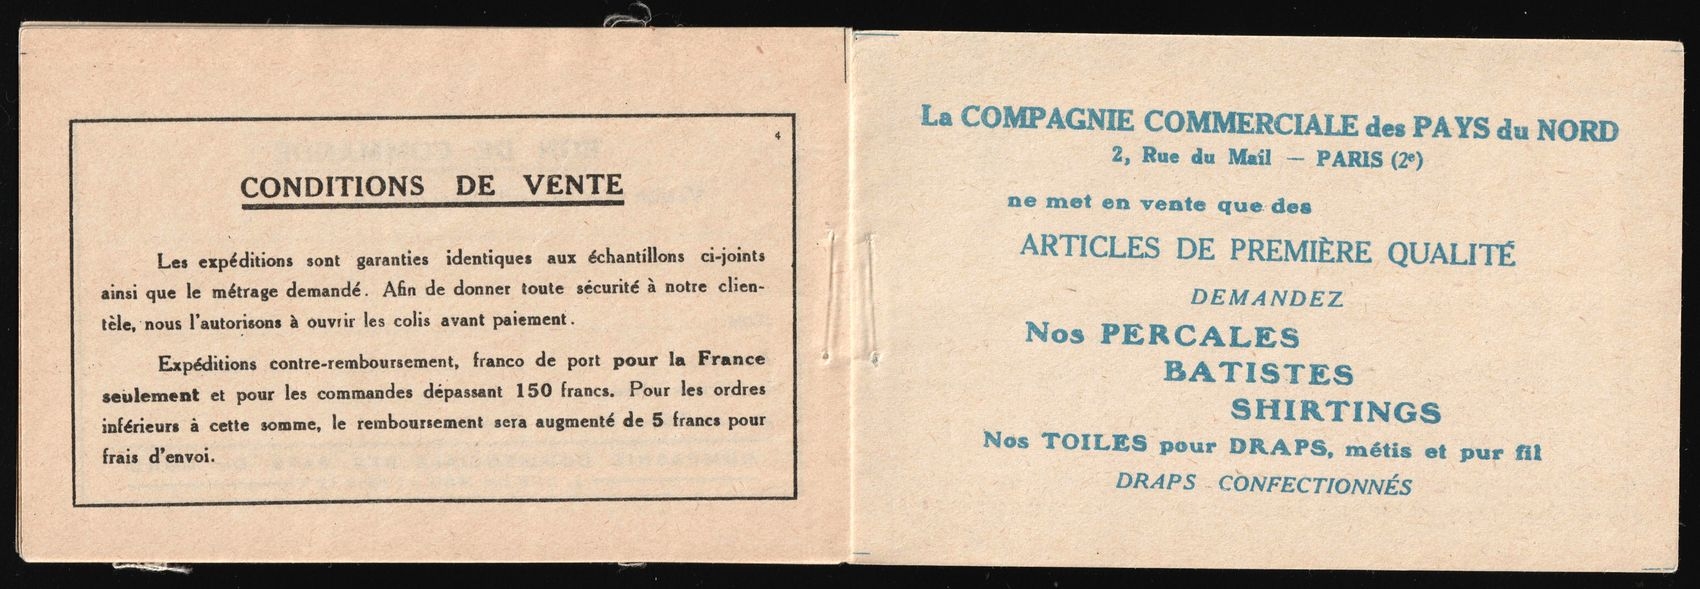 4
CONDITIONS DE VENTE
Les expéditions sont garanties identiques aux échantillons ci-joints
ainsi que le métrage demandé. Afin de donner toute sécurité à notre clien-
tèle, nous l'autorisons à ouvrir les colis avant paiement.
Expéditions contre-remboursement, franco de port pour la France
seulement et pour les commandes dépassant 150 francs. Pour les ordres
inférieurs à cette somme, le remboursement sera augmenté de 5 francs pour
frais d'envoi.
La COMPAGNIE COMMERCIALE des PAYS du NORD
2, Rue du Mail — PARIS (2e)
ne met en vente que des
ARTICLES DE PREMIÈRE QUALITÉ
DEMANDEZ
Nos PERCALES
BATISTES
SHIRTINGS
Nos TOILES pour DRAPS, métis et pur fil
DRAPS CONFECTIONNÉS